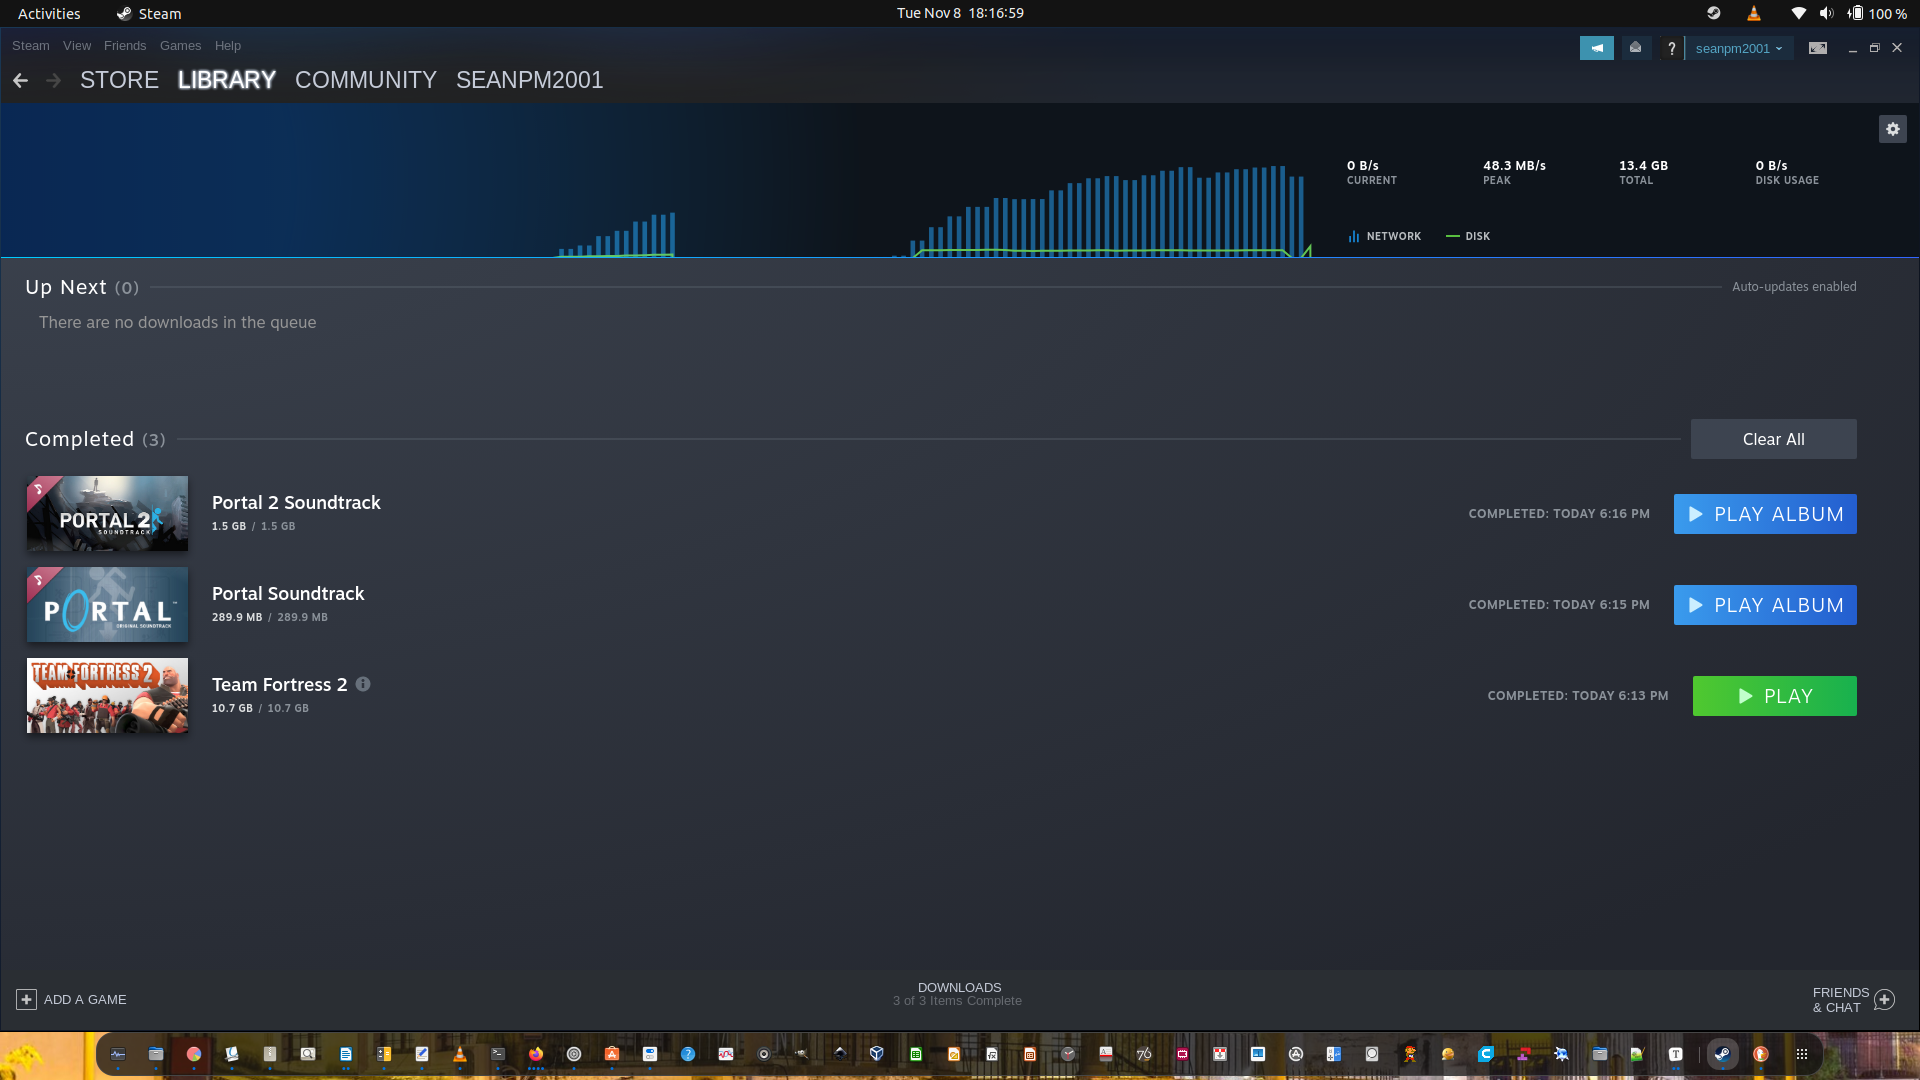 Activities
Steam
Tue Nov 8 18:16:59
100 %
Steam View Friends Games Help
?
seanpm2001
STORE LIBRARY COMMUNITY SEANPM2001
0 B/s 48.3 MB/s 13.4 GB 0 B/s
CURRENT PEAK TOTAL DISK USAGE
NETWORK DISK
Up Next (0)
Auto-updates enabled
There are no downloads in the queue
Completed (3)
Clear All
PORTAL 2
SOUNDTRACK
Portal 2 Soundtrack
1.5 GB / 1.5 GB
COMPLETED: TODAY 6:16 PM
PLAY ALBUM
PORTAL
ORIGINAL SOUNDTRACK
Portal Soundtrack
289.9 MB / 289.9 MB
COMPLETED: TODAY 6:15 PM
PLAY ALBUM
TEAM FORTRESS 2
Team Fortress 2
10.7 GB / 10.7 GB
COMPLETED: TODAY 6:13 PM
PLAY
ADD A GAME
DOWNLOADS
3 of 3 Items Complete
FRIENDS
& CHAT